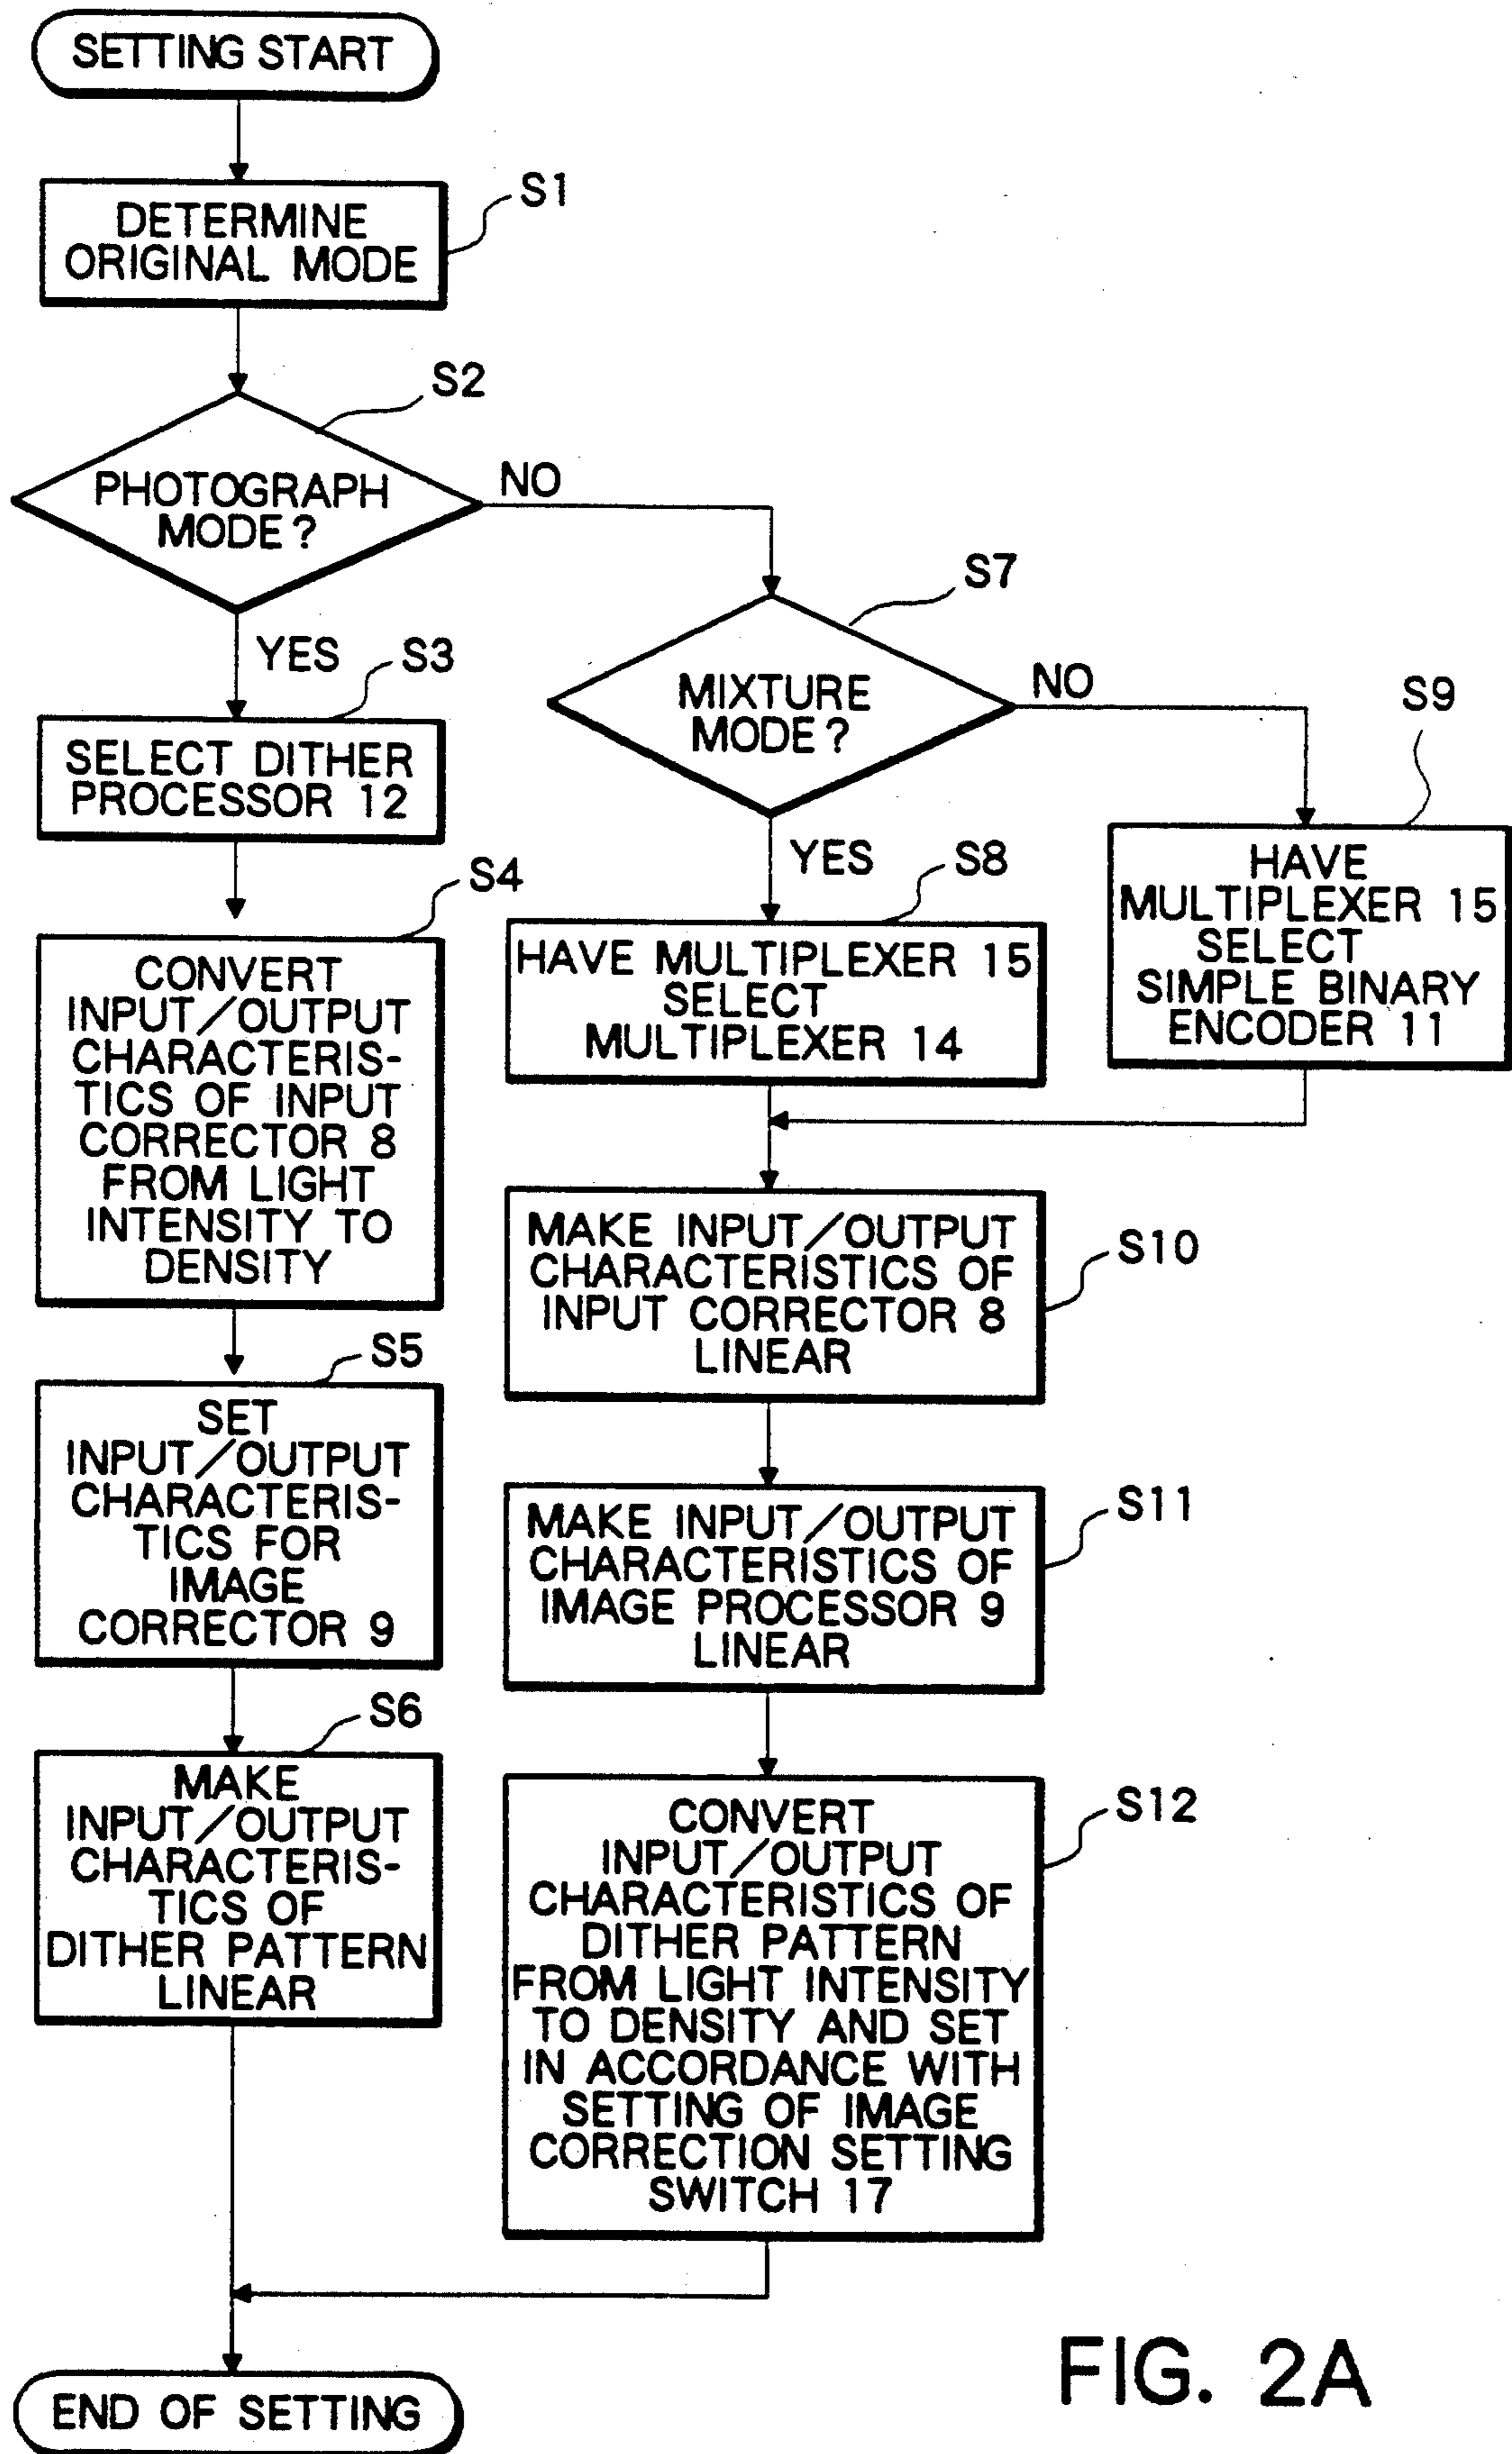 SETTING START
S1
DETERMINE
ORIGINAL MODE
S2
PHOTOGRAPH
MODE?
NO
YES
S3
SELECT DITHER
PROCESSOR 12
S4
CONVERT
INPUT/OUTPUT
CHARACTERIS-
TICS OF INPUT
CORRECTOR 8
FROM LIGHT
INTENSITY TO
DENSITY
S5
SET
INPUT/OUTPUT
CHARACTERIS-
TICS FOR
IMAGE
CORRECTOR 9
S6
MAKE
INPUT/OUTPUT
CHARACTERIS-
TICS OF
DITHER PATTERN
LINEAR
S7
MIXTURE
MODE?
NO
YES
S8
HAVE MULTIPLEXER 15
SELECT
MULTIPLEXER 14
S9
HAVE
MULTIPLEXER 15
SELECT
SIMPLE BINARY
ENCODER 11
S10
MAKE INPUT/OUTPUT
CHARACTERISTICS OF
INPUT CORRECTOR 8
LINEAR
S11
MAKE INPUT/OUTPUT
CHARACTERISTICS OF
IMAGE PROCESSOR 9
LINEAR
S12
CONVERT
INPUT/OUTPUT
CHARACTERISTICS OF
DITHER PATTERN
FROM LIGHT INTENSITY
TO DENSITY AND SET
IN ACCORDANCE WITH
SETTING OF IMAGE
CORRECTION SETTING
SWITCH 17
END OF SETTING
FIG. 2A